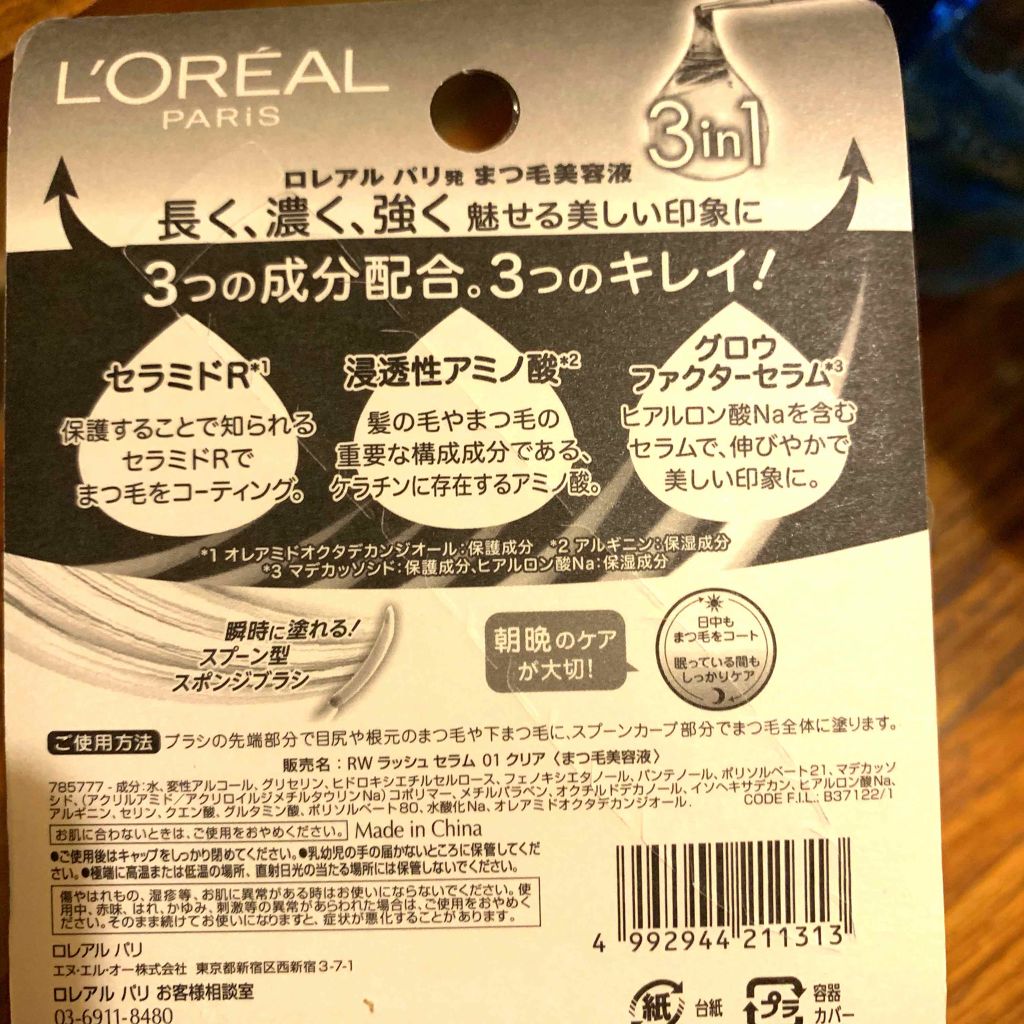 L'ORÉAL
PARIS
3in1
ロレアル パリ発 まつ毛美容液
長く、濃く、強く 魅せる美しい印象に
3つの成分配合。3つのキレイ!
セラミドR*1
保護することで知られる
セラミドRで
まつ毛をコーティング。
浸透性アミノ酸*2
髪の毛やまつ毛の
重要な構成成分である、
ケラチンに存在するアミノ酸。
グロウ
ファクターセラム*3
ヒアルロン酸Naを含む
セラムで、伸びやかで
美しい印象に。
*1 オレアミドオクタデカンジオール:保護成分 *2 アルギニン:保湿成分
*3 マデカッソシド:保護成分、ヒアルロン酸Na:保湿成分
瞬時に塗れる!
スプーン型
スポンジブラシ
朝晩のケア
が大切!
日中も
まつ毛をコート
眠っている間も
しっかりケア
ご使用方法 ブラシの先端部分で目尻や根元のまつ毛や下まつ毛に、スプーンカーブ部分でまつ毛全体に塗ります。
販売名:RW ラッシュ セラム 01 クリア〈まつ毛美容液〉
785777 - 成分:水、変性アルコール、グリセリン、ヒドロキシエチルセルロース、フェノキシエタノール、パンテノール、ポリソルベート21、マデカッソ
シド、(アクリルアミド/アクリロイルジメチルタウリンNa)コポリマー、メチルパラベン、オクチルドデカノール、イソヘキサデカン、ヒアルロン酸Na、
アルギニン、セリン、クエン酸、グルタミン酸、ポリソルベート80、水酸化Na、オレアミドオクタデカンジオール. CODE F.I.L.: B37122/1
お肌に合わないときは、ご使用をおやめください。 Made in China
●ご使用後はキャップをしっかり閉めてください。●乳幼児の手の届かないところに保管してくだ
さい。●極端に高温または低温の場所、直射日光の当たる場所には保管しないでください。
傷やはれもの、湿疹等、お肌に異常がある時はお使いにならないでください。使
用中、赤味、はれ、かゆみ、刺激等の異常があらわれた場合は、ご使用をおやめく
ださい。そのまま続けてお使いになりますと、症状が悪化することがあります。
4 992944 211313
ロレアル パリ
エヌ・エル・オー株式会社 東京都新宿区西新宿3-7-1
ロレアル パリ お客様相談室
03-6911-8480
紙 台紙
プラ 容器
カバー